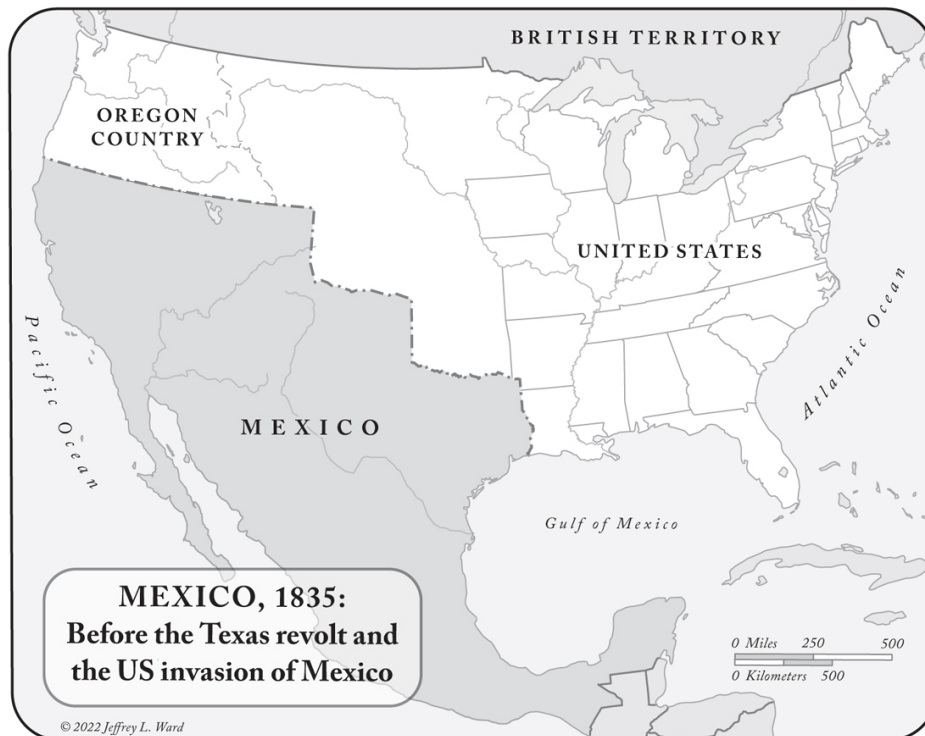 BRITISH TERRITORY
OREGON
COUNTRY
UNITED STATES
Pacific Ocean
Atlantic Ocean
MEXICO
Gulf of Mexico
MEXICO, 1835:
Before the Texas revolt and
the US invasion of Mexico
0 Miles 250 500
0 Kilometers 500
© 2022 Jeffrey L. Ward